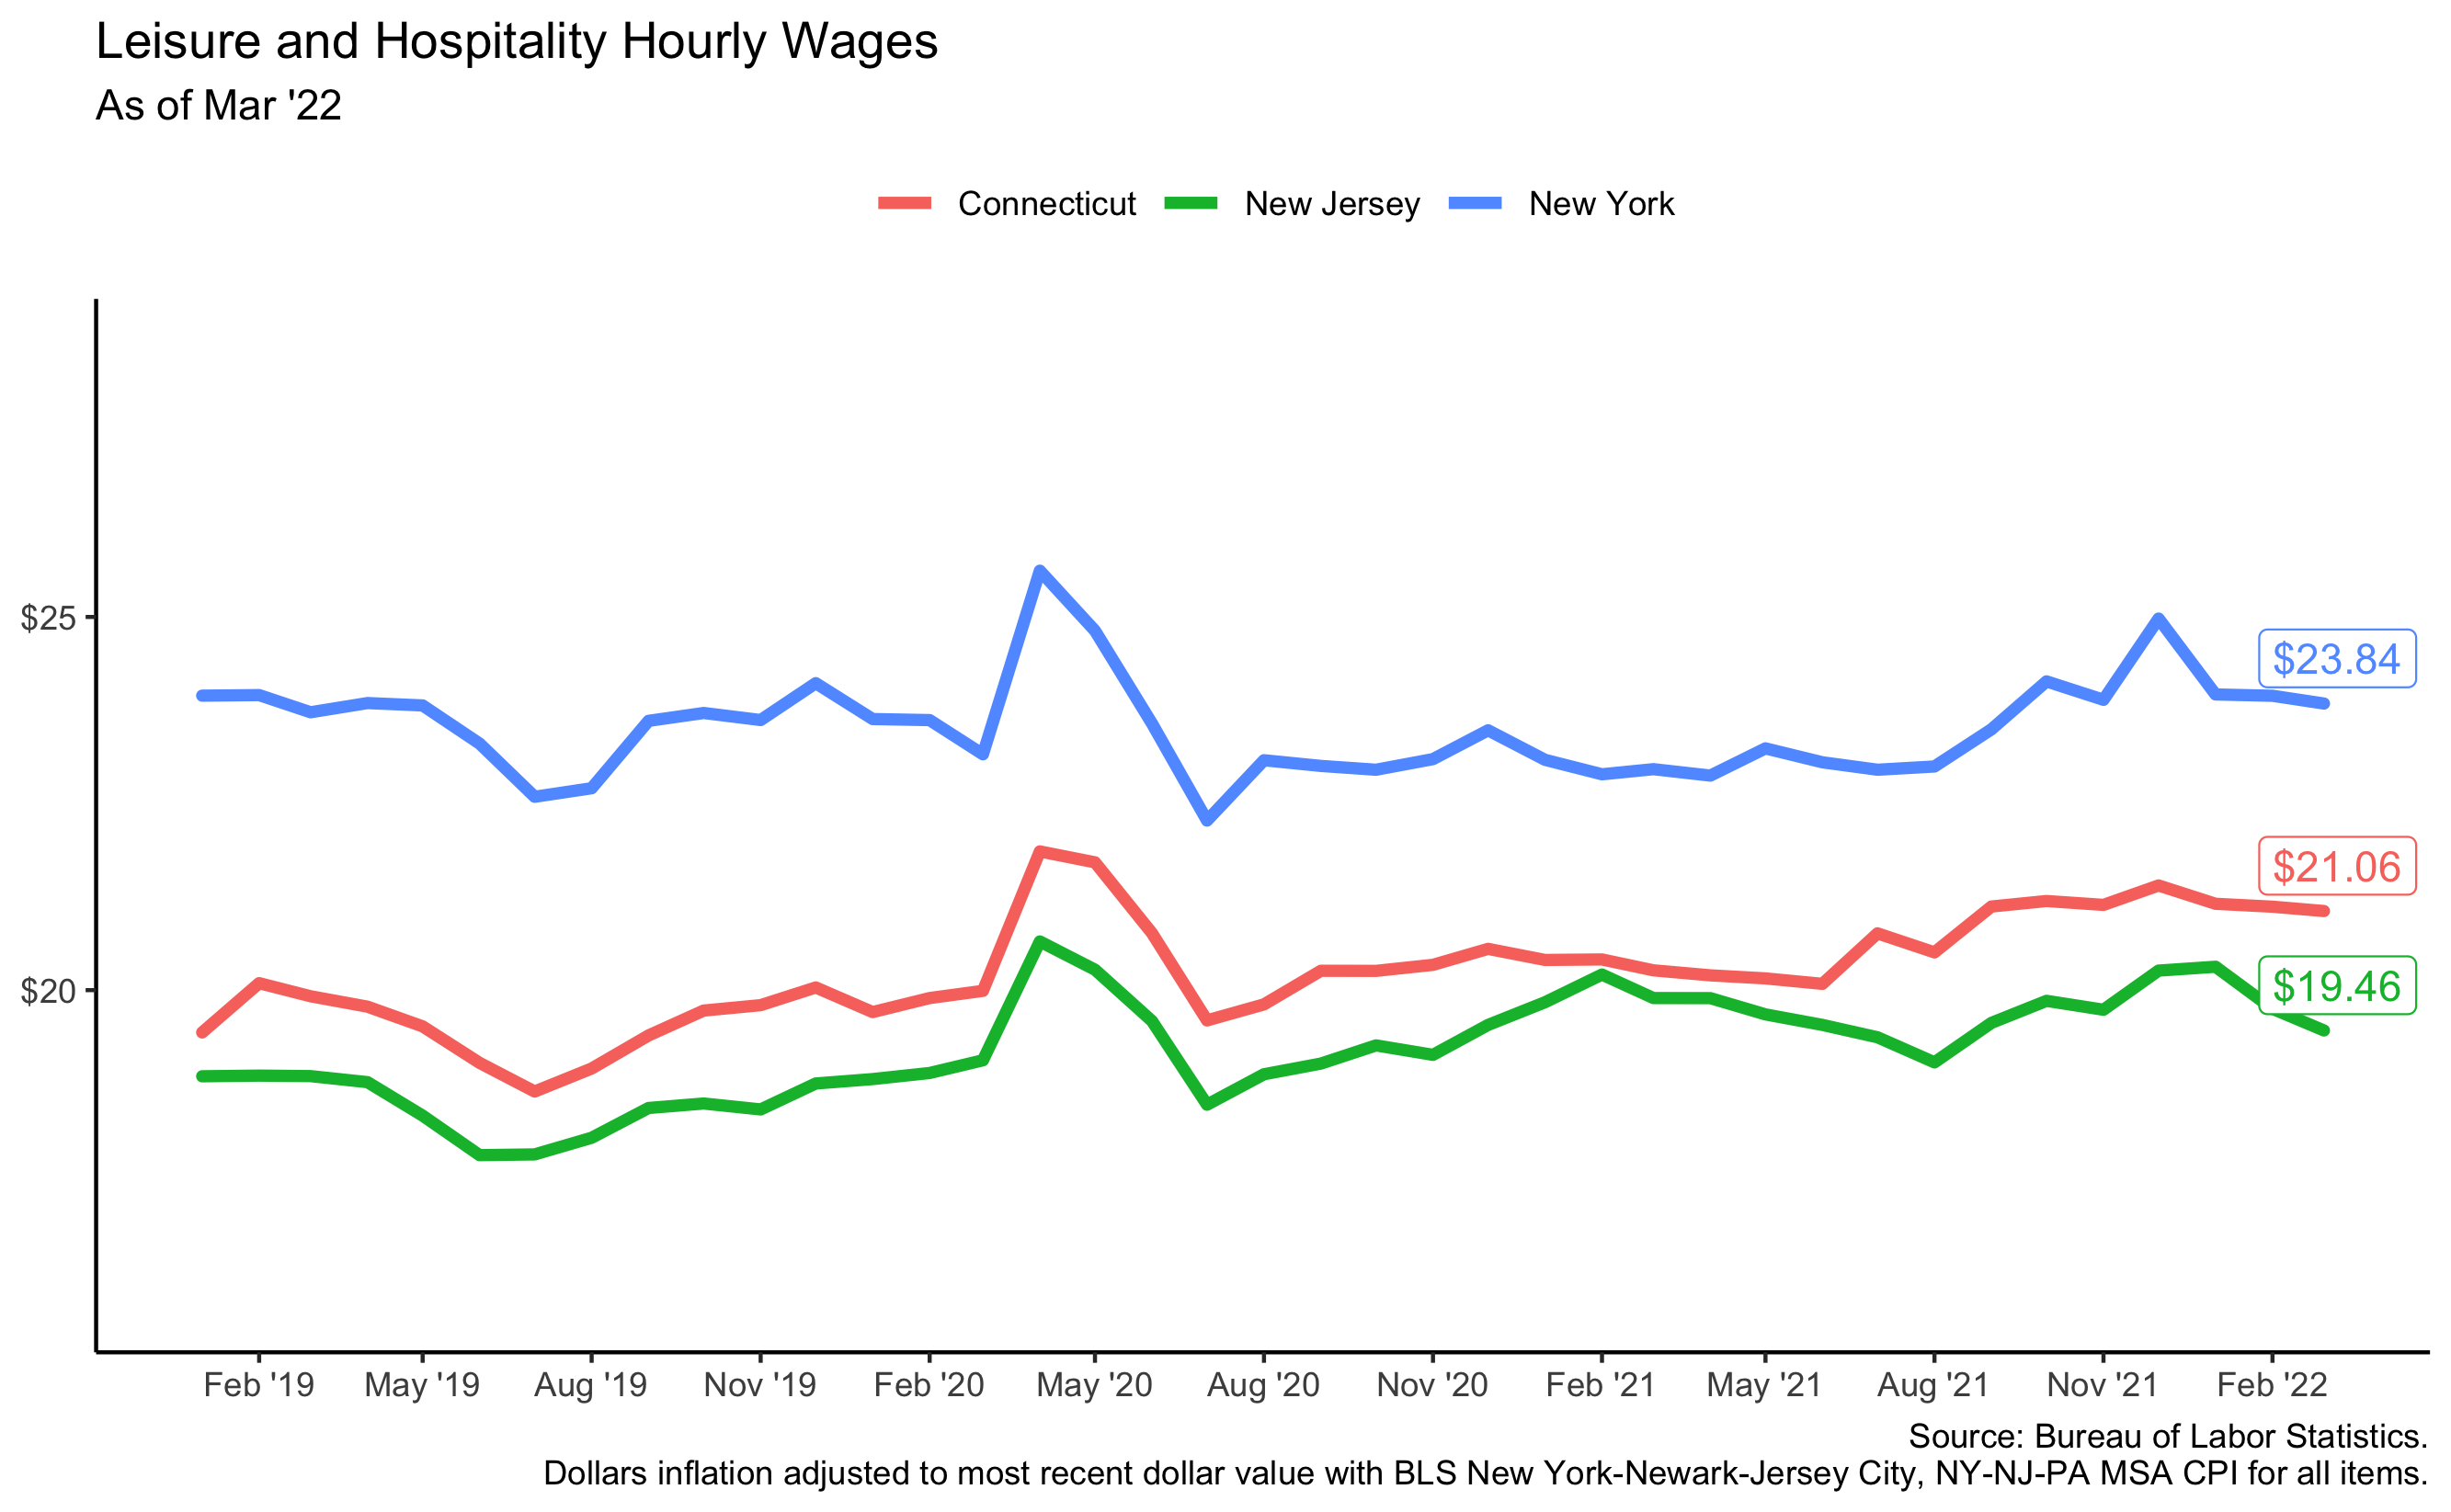 Leisure and Hospitality Hourly Wages
As of Mar '22
Connecticut New Jersey New York
$25
$20
$23.84
$21.06
$19.46
Feb '19 May '19 Aug '19 Nov '19 Feb '20 May '20 Aug '20 Nov '20 Feb '21 May '21 Aug '21 Nov '21 Feb '22
Source: Bureau of Labor Statistics.
Dollars inflation adjusted to most recent dollar value with BLS New York-Newark-Jersey City, NY-NJ-PA MSA CPI for all items.